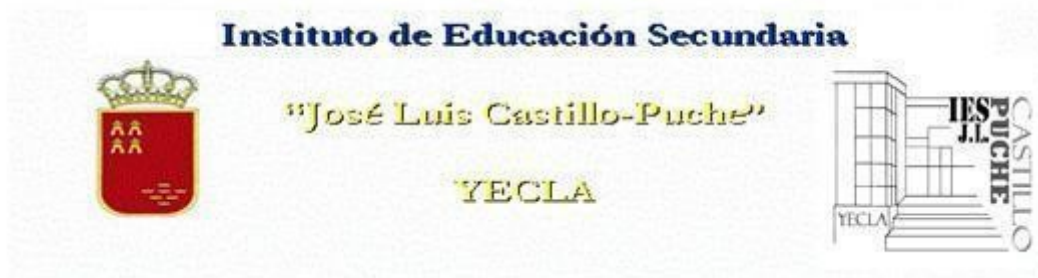 Instituto de Educación Secundaria
“José Luis Castillo-Puche”
YECLA
IES
J.L.
PUCHE
CASTILLO
YECLA